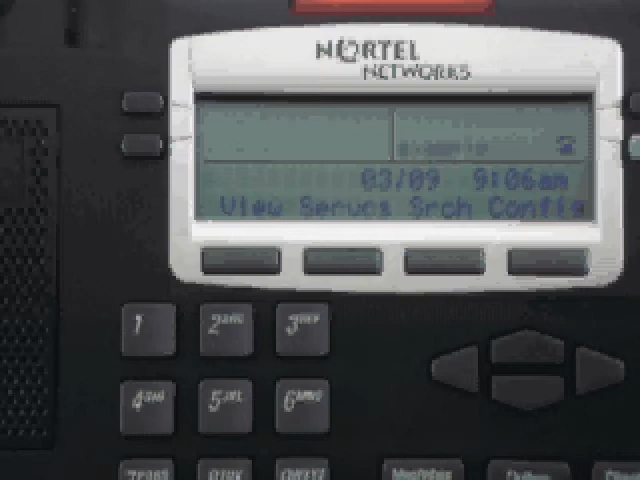 NORTEL
NETWORKS
03/09 9:06am
View Servcs Srch Config
1
2ABC
3DEF
4GHI
5JKL
6MNO